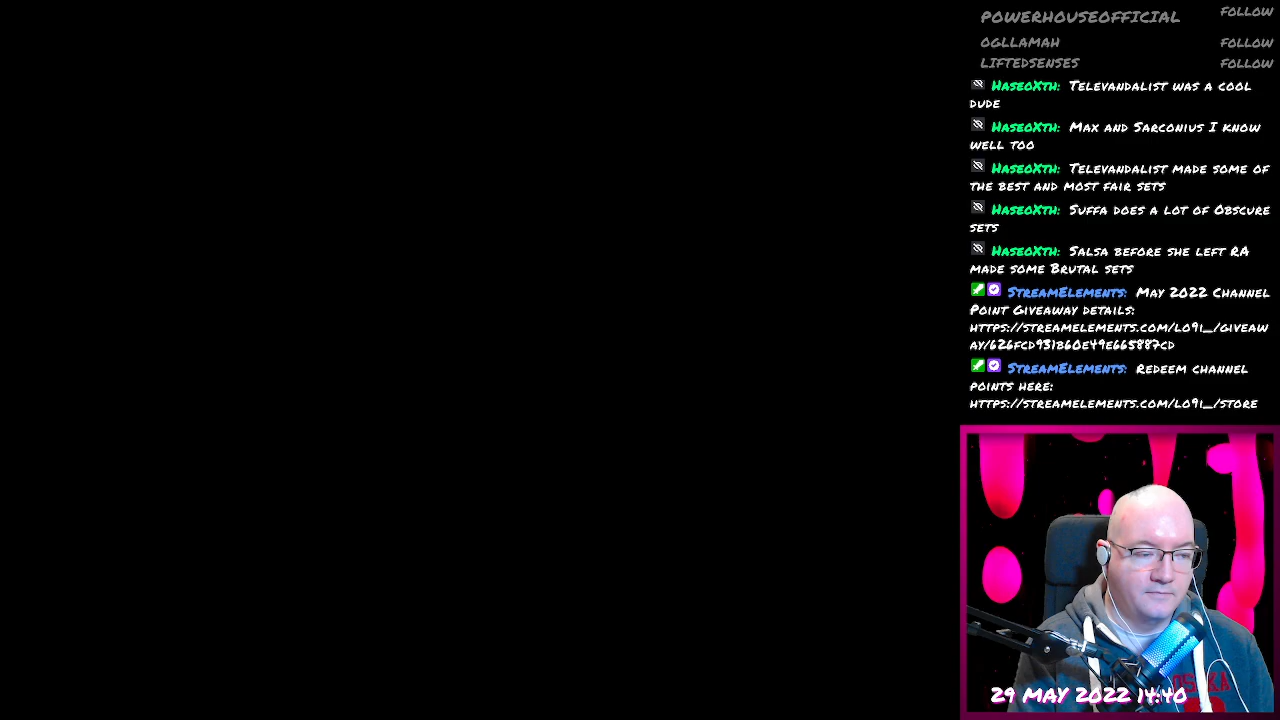 POWERHOUSEOFFICIAL FOLLOW
OGLLAMAH FOLLOW
LIFTEDSENSES FOLLOW
HaseoXth: Televandalist was a cool
dude
HaseoXth: Max and Sarconius I know
well too
HaseoXth: Televandalist made some of
the best and most fair sets
HaseoXth: Suffa does a lot of Obscure
sets
HaseoXth: Salsa before she left RA
made some Brutal sets
StreamElements: May 2022 Channel
Point Giveaway details:
https://streamelements.com/lo9i_/giveaw
ay/626fcd931b60e49e665887cd
StreamElements: Redeem channel
points here:
https://streamelements.com/lo9i_/store
29 MAY 2022 14:40